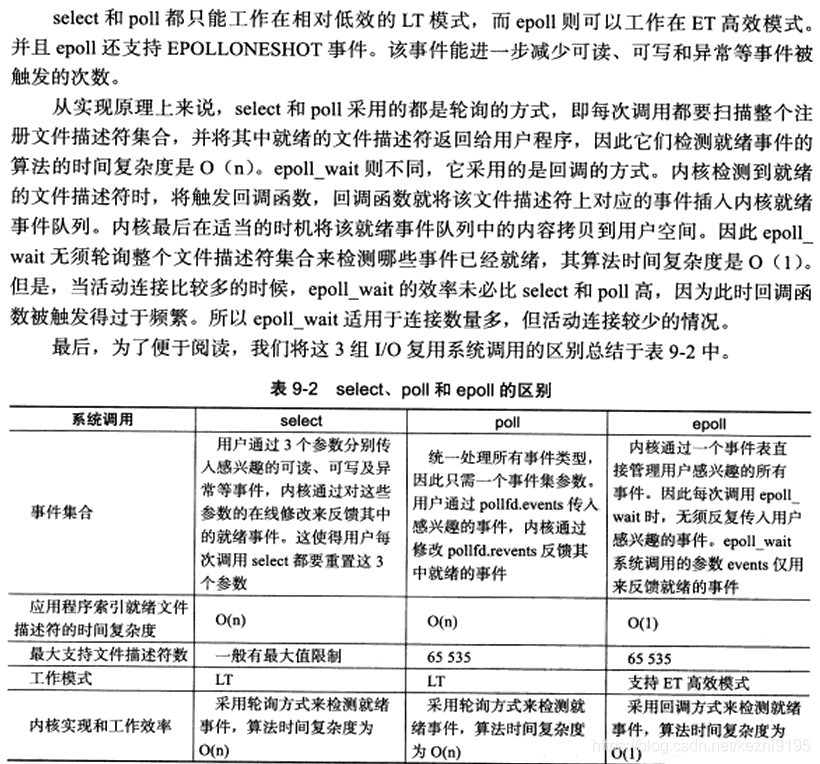 select 和 poll 都只能工作在相对低效的 LT 模式，而 epoll 则可以工作在 ET 高效模式。
并且 epoll 还支持 EPOLLONESHOT 事件。该事件能进一步减少可读、可写和异常等事件被
触发的次数。
从实现原理上来说，select 和 poll 采用的都是轮询的方式，即每次调用都要扫描整个注
册文件描述符集合，并将其中就绪的文件描述符返回给用户程序，因此它们检测就绪事件的
算法的时间复杂度是 O（n）。epoll_wait 则不同，它采用的是回调的方式。内核检测到就绪
的文件描述符时，将触发回调函数，回调函数就将该文件描述符上对应的事件插入内核就绪
事件队列。内核最后在适当的时机将该就绪事件队列中的内容拷贝到用户空间。因此 epoll_
wait 无须轮询整个文件描述符集合来检测哪些事件已经就绪，其算法时间复杂度是 O（1）。
但是，当活动连接比较多的时候，epoll_wait 的效率未必比 select 和 poll 高，因为此时回调函
数被触发得过于频繁。所以 epoll_wait 适用于连接数量多，但活动连接较少的情况。
最后，为了便于阅读，我们将这 3 组 I/O 复用系统调用的区别总结于表 9-2 中。
表 9-2 select、poll 和 epoll 的区别
系统调用
select
poll
epoll
事件集合
用户通过 3 个参数分别传
入感兴趣的可读、可写及异
常等事件，内核通过对这些
参数的在线修改来反馈其中
的就绪事件。这使得用户每
次调用 select 都要重置这 3
个参数
统一处理所有事件类型，
因此只需一个事件集参数。
用户通过 pollfd.events 传入
感兴趣的事件，内核通过
修改 pollfd.revents 反馈其
中就绪的事件
内核通过一个事件表直
接管理用户感兴趣的所有
事件。因此每次调用 epoll_
wait 时，无须反复传入用户
感兴趣的事件。epoll_wait
系统调用的参数 events 仅用
来反馈就绪的事件
应用程序索引就绪文件
描述符的时间复杂度
O(n)
O(n)
O(1)
最大支持文件描述符数
一般有最大值限制
65 535
65 535
工作模式
LT
LT
支持 ET 高效模式
内核实现和工作效率
采用轮询方式来检测就绪
事件，算法时间复杂度为
O(n)
采用轮询方式来检测就
绪事件，算法时间复杂度
为 O(n)
采用回调方式来检测就绪
事件，算法时间复杂度为
O(1)
https://blog.csdn.net/kezhi9195